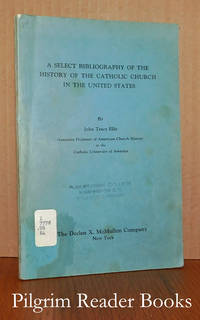 A SELECT BIBLIOGRAPHY OF THE
HISTORY OF THE CATHOLIC CHURCH
IN THE UNITED STATES
By
John Tracy Ellis
Associate Professor of American Church History
in the
Catholic University of America
The Declan X. McMullen Company
New York
Z
7778
Pilgrim Reader Books